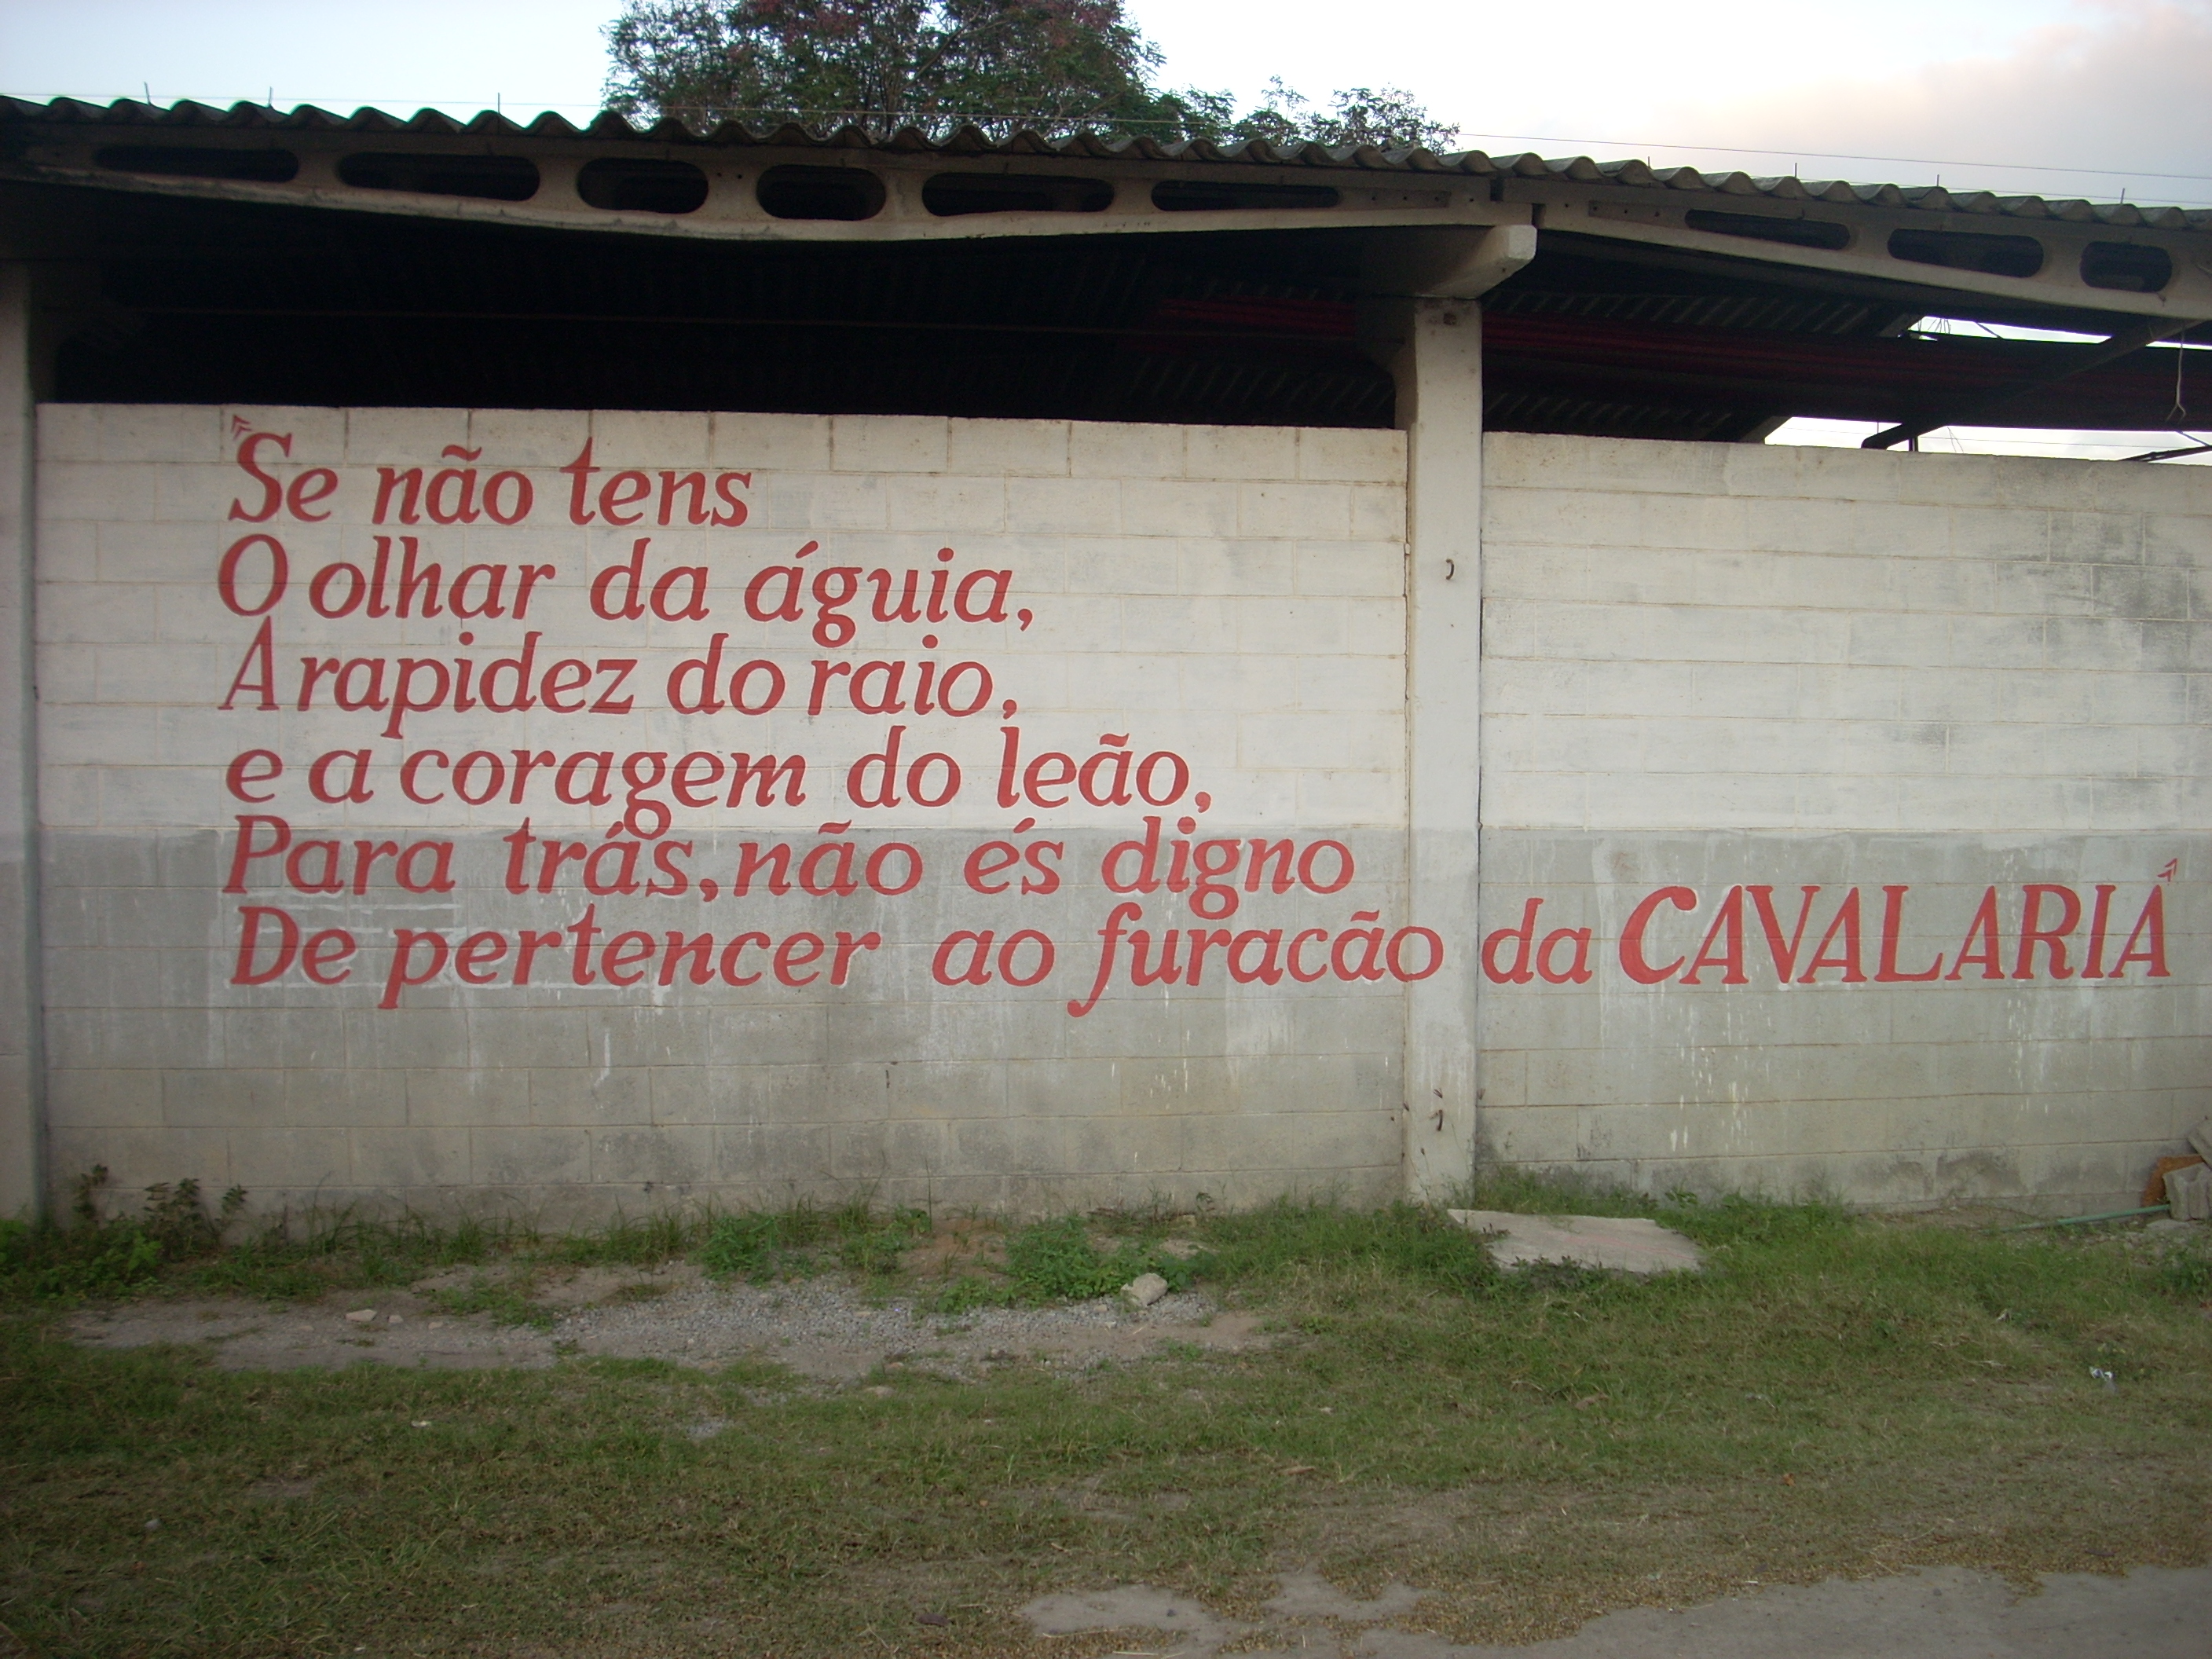 "Se não tens
O olhar da águia,
A rapidez do raio,
e a coragem do leão,
Para trás, não és digno
De pertencer ao furacão da CAVALARIA"